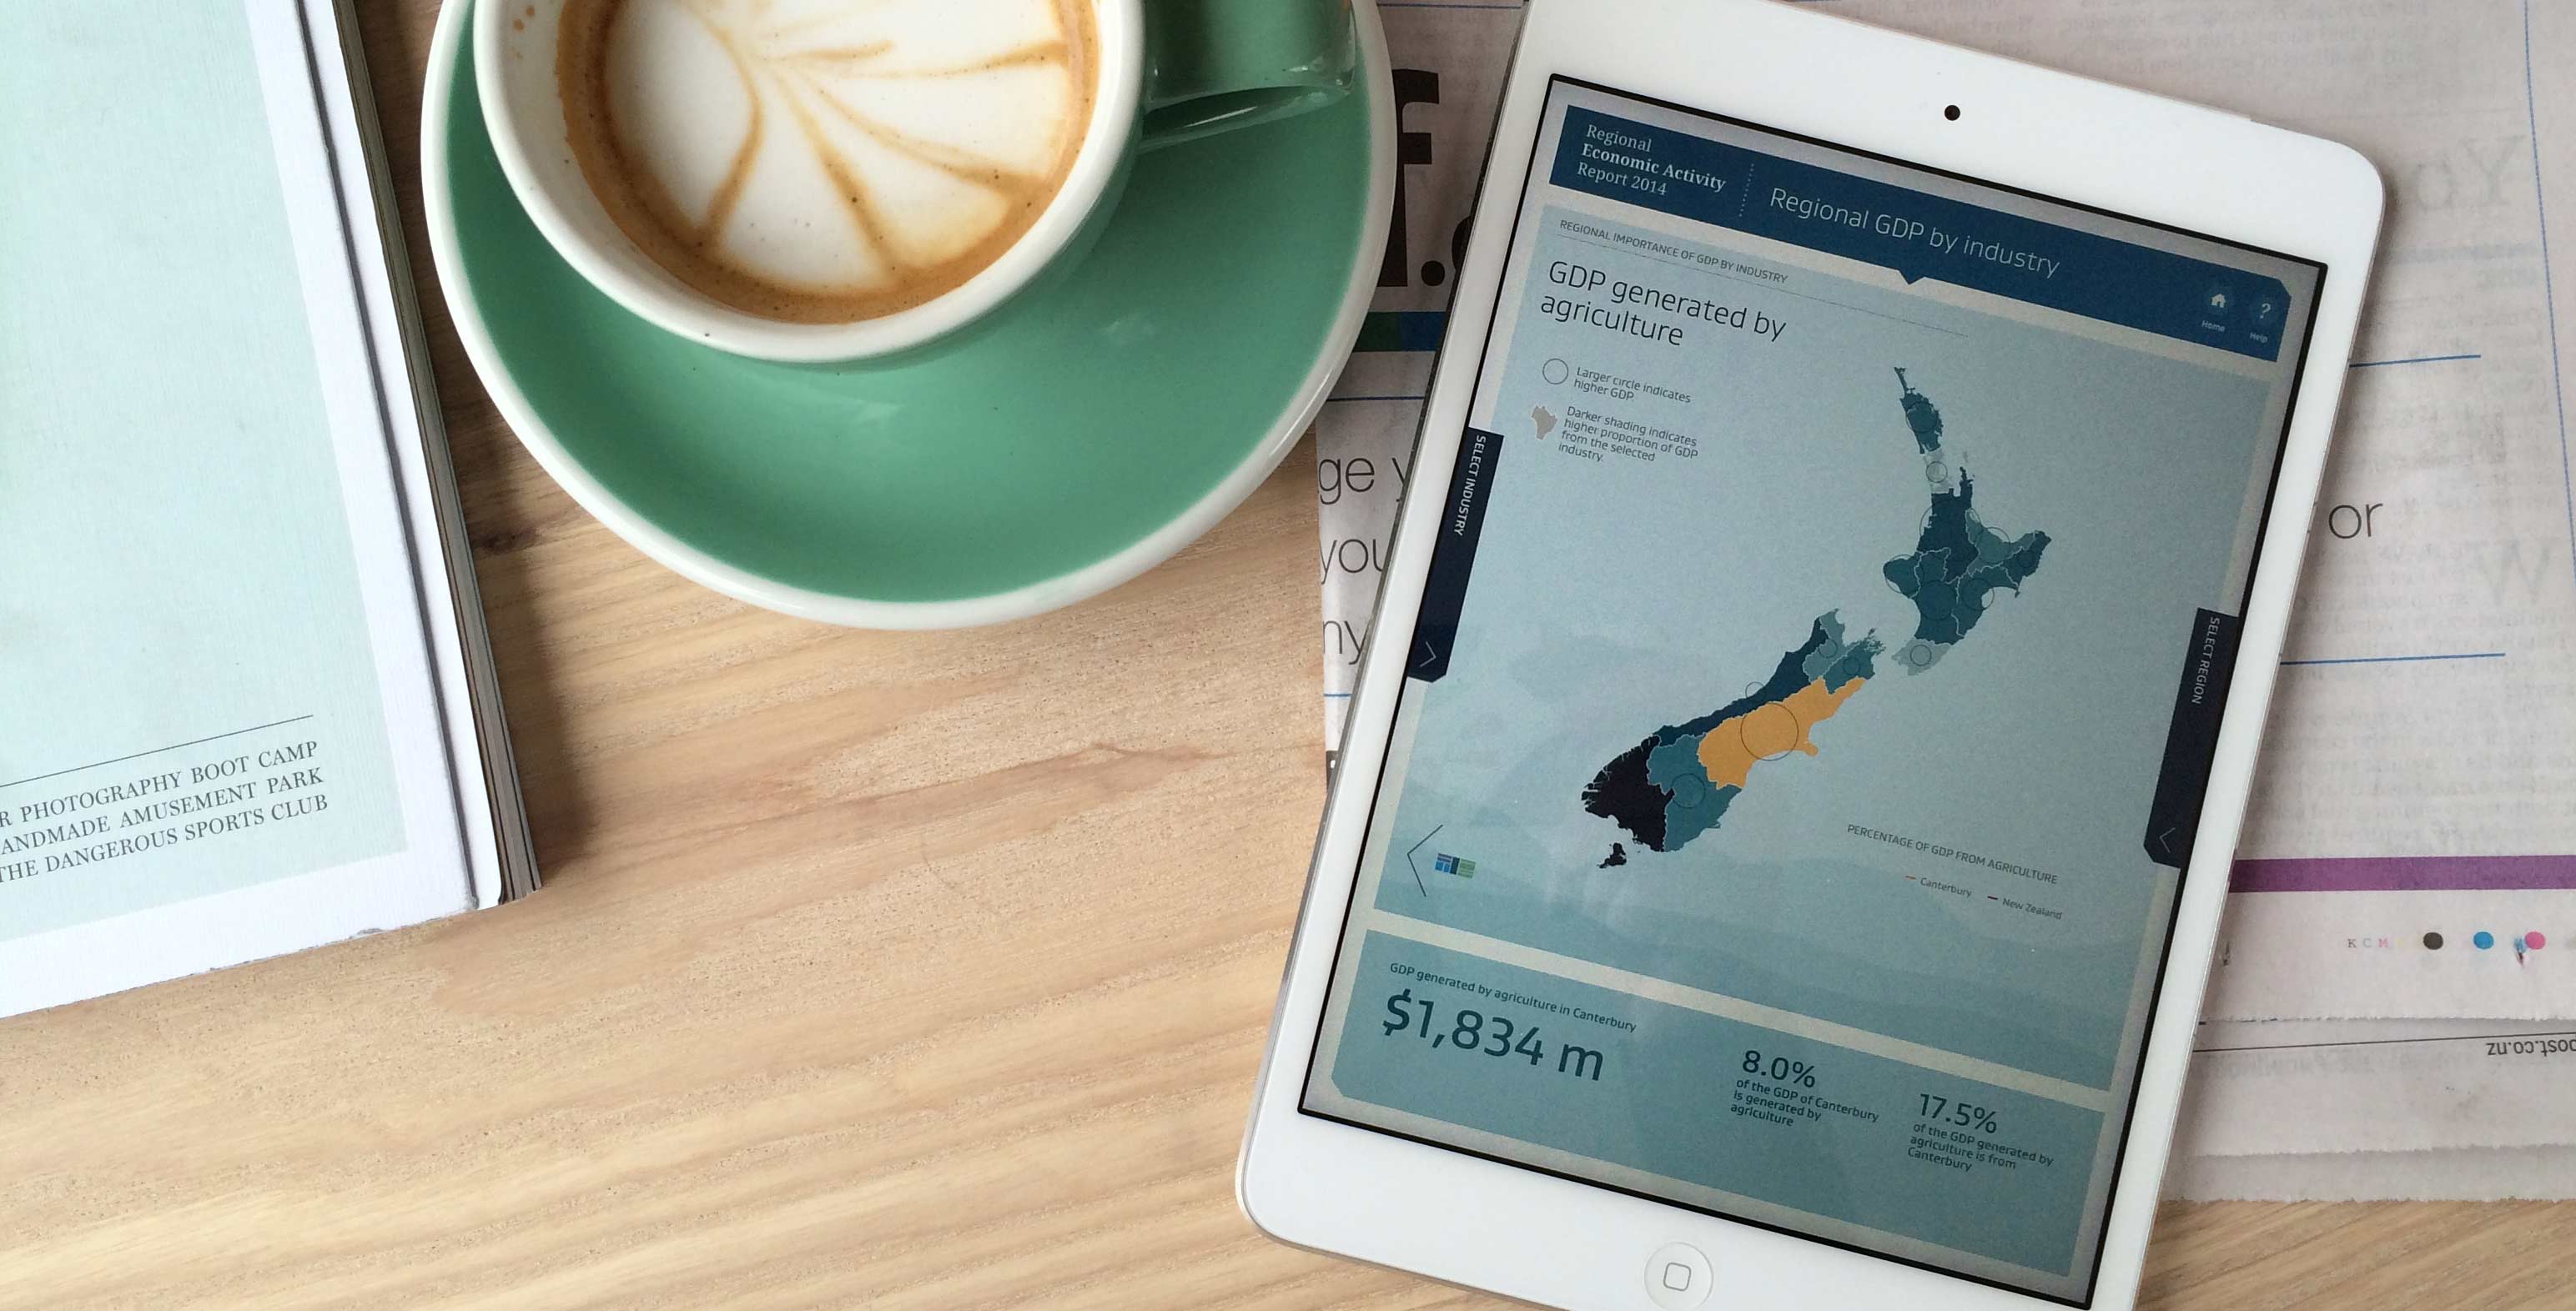 R PHOTOGRAPHY BOOT CAMP
ANDMADE AMUSEMENT PARK
THE DANGEROUS SPORTS CLUB
f.
ge y
you
ny
or
K C M
post.co.nz
Regional
Economic Activity
Report 2014
Regional GDP by industry
Home
Help
REGIONAL IMPORTANCE OF GDP BY INDUSTRY
GDP generated by
agriculture
Larger circle indicates
higher GDP
Darker shading indicates
higher proportion of GDP
from the selected
industry.
SELECT INDUSTRY
SELECT REGION
PERCENTAGE OF GDP FROM AGRICULTURE
Canterbury
New Zealand
GDP generated by agriculture in Canterbury
$1,834 m
8.0%
of the GDP of Canterbury
is generated by
agriculture
17.5%
of the GDP generated by
agriculture is from
Canterbury